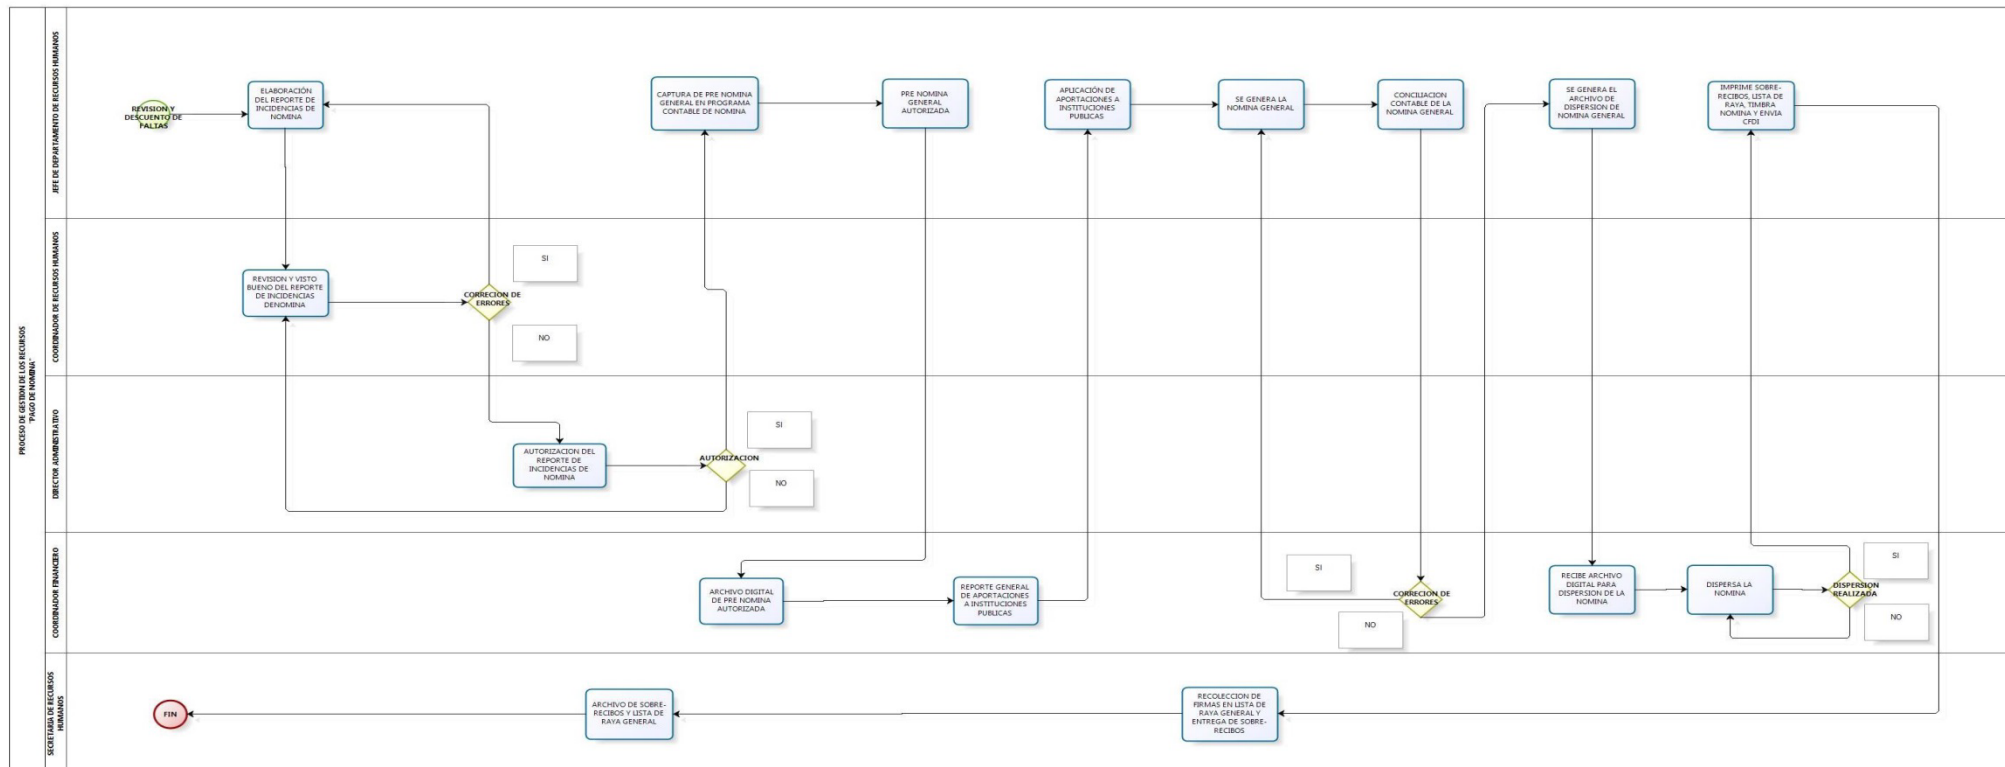 PROCESO DE GESTION DE LOS RECURSOS
"PAGO DE NOMINA"
JEFE DE DEPARTAMENTO DE RECURSOS HUMANOS
REVISION Y
DESCUENTO DE
FALTAS
ELABORACIÓN
DEL REPORTE DE
INCIDENCIAS DE
NOMINA
CAPTURA DE PRE NOMINA
GENERAL EN PROGRAMA
CONTABLE DE NOMINA
PRE NOMINA
GENERAL
AUTORIZADA
APLICACIÓN DE
APORTACIONES A
INSTITUCIONES
PUBLICAS
SE GENERA LA
NOMINA GENERAL
CONCILIACION
CONTABLE DE LA
NOMINA GENERAL
SE GENERA EL
ARCHIVO DE
DISPERSION DE
NOMINA GENERAL
IMPRIME SOBRE-
RECIBOS, LISTA DE
RAYA, TIMBRA
NOMINA Y ENVIA
CFDI
COORDINADOR DE RECURSOS HUMANOS
REVISION Y VISTO
BUENO DEL REPORTE
DE INCIDENCIAS
DENOMINA
CORRECION DE
ERRORES
SI
NO
DIRECTOR ADMINISTRATIVO
AUTORIZACION DEL
REPORTE DE
INCIDENCIAS DE
NOMINA
AUTORIZACION
SI
NO
COORDINADOR FINANCIERO
ARCHIVO DIGITAL
DE PRE NOMINA
AUTORIZADA
REPORTE GENERAL
DE APORTACIONES
A INSTITUCIONES
PUBLICAS
SI
CORRECION DE
ERRORES
NO
RECIBE ARCHIVO
DIGITAL PARA
DISPERSION DE LA
NOMINA
DISPERSA LA
NOMINA
DISPERSION
REALIZADA
SI
NO
SECRETARIA DE RECURSOS
HUMANOS
FIN
ARCHIVO DE SOBRE-
RECIBOS Y LISTA DE
RAYA GENERAL
RECOLECCION DE
FIRMAS EN LISTA DE
RAYA GENERAL Y
ENTREGA DE SOBRE-
RECIBOS